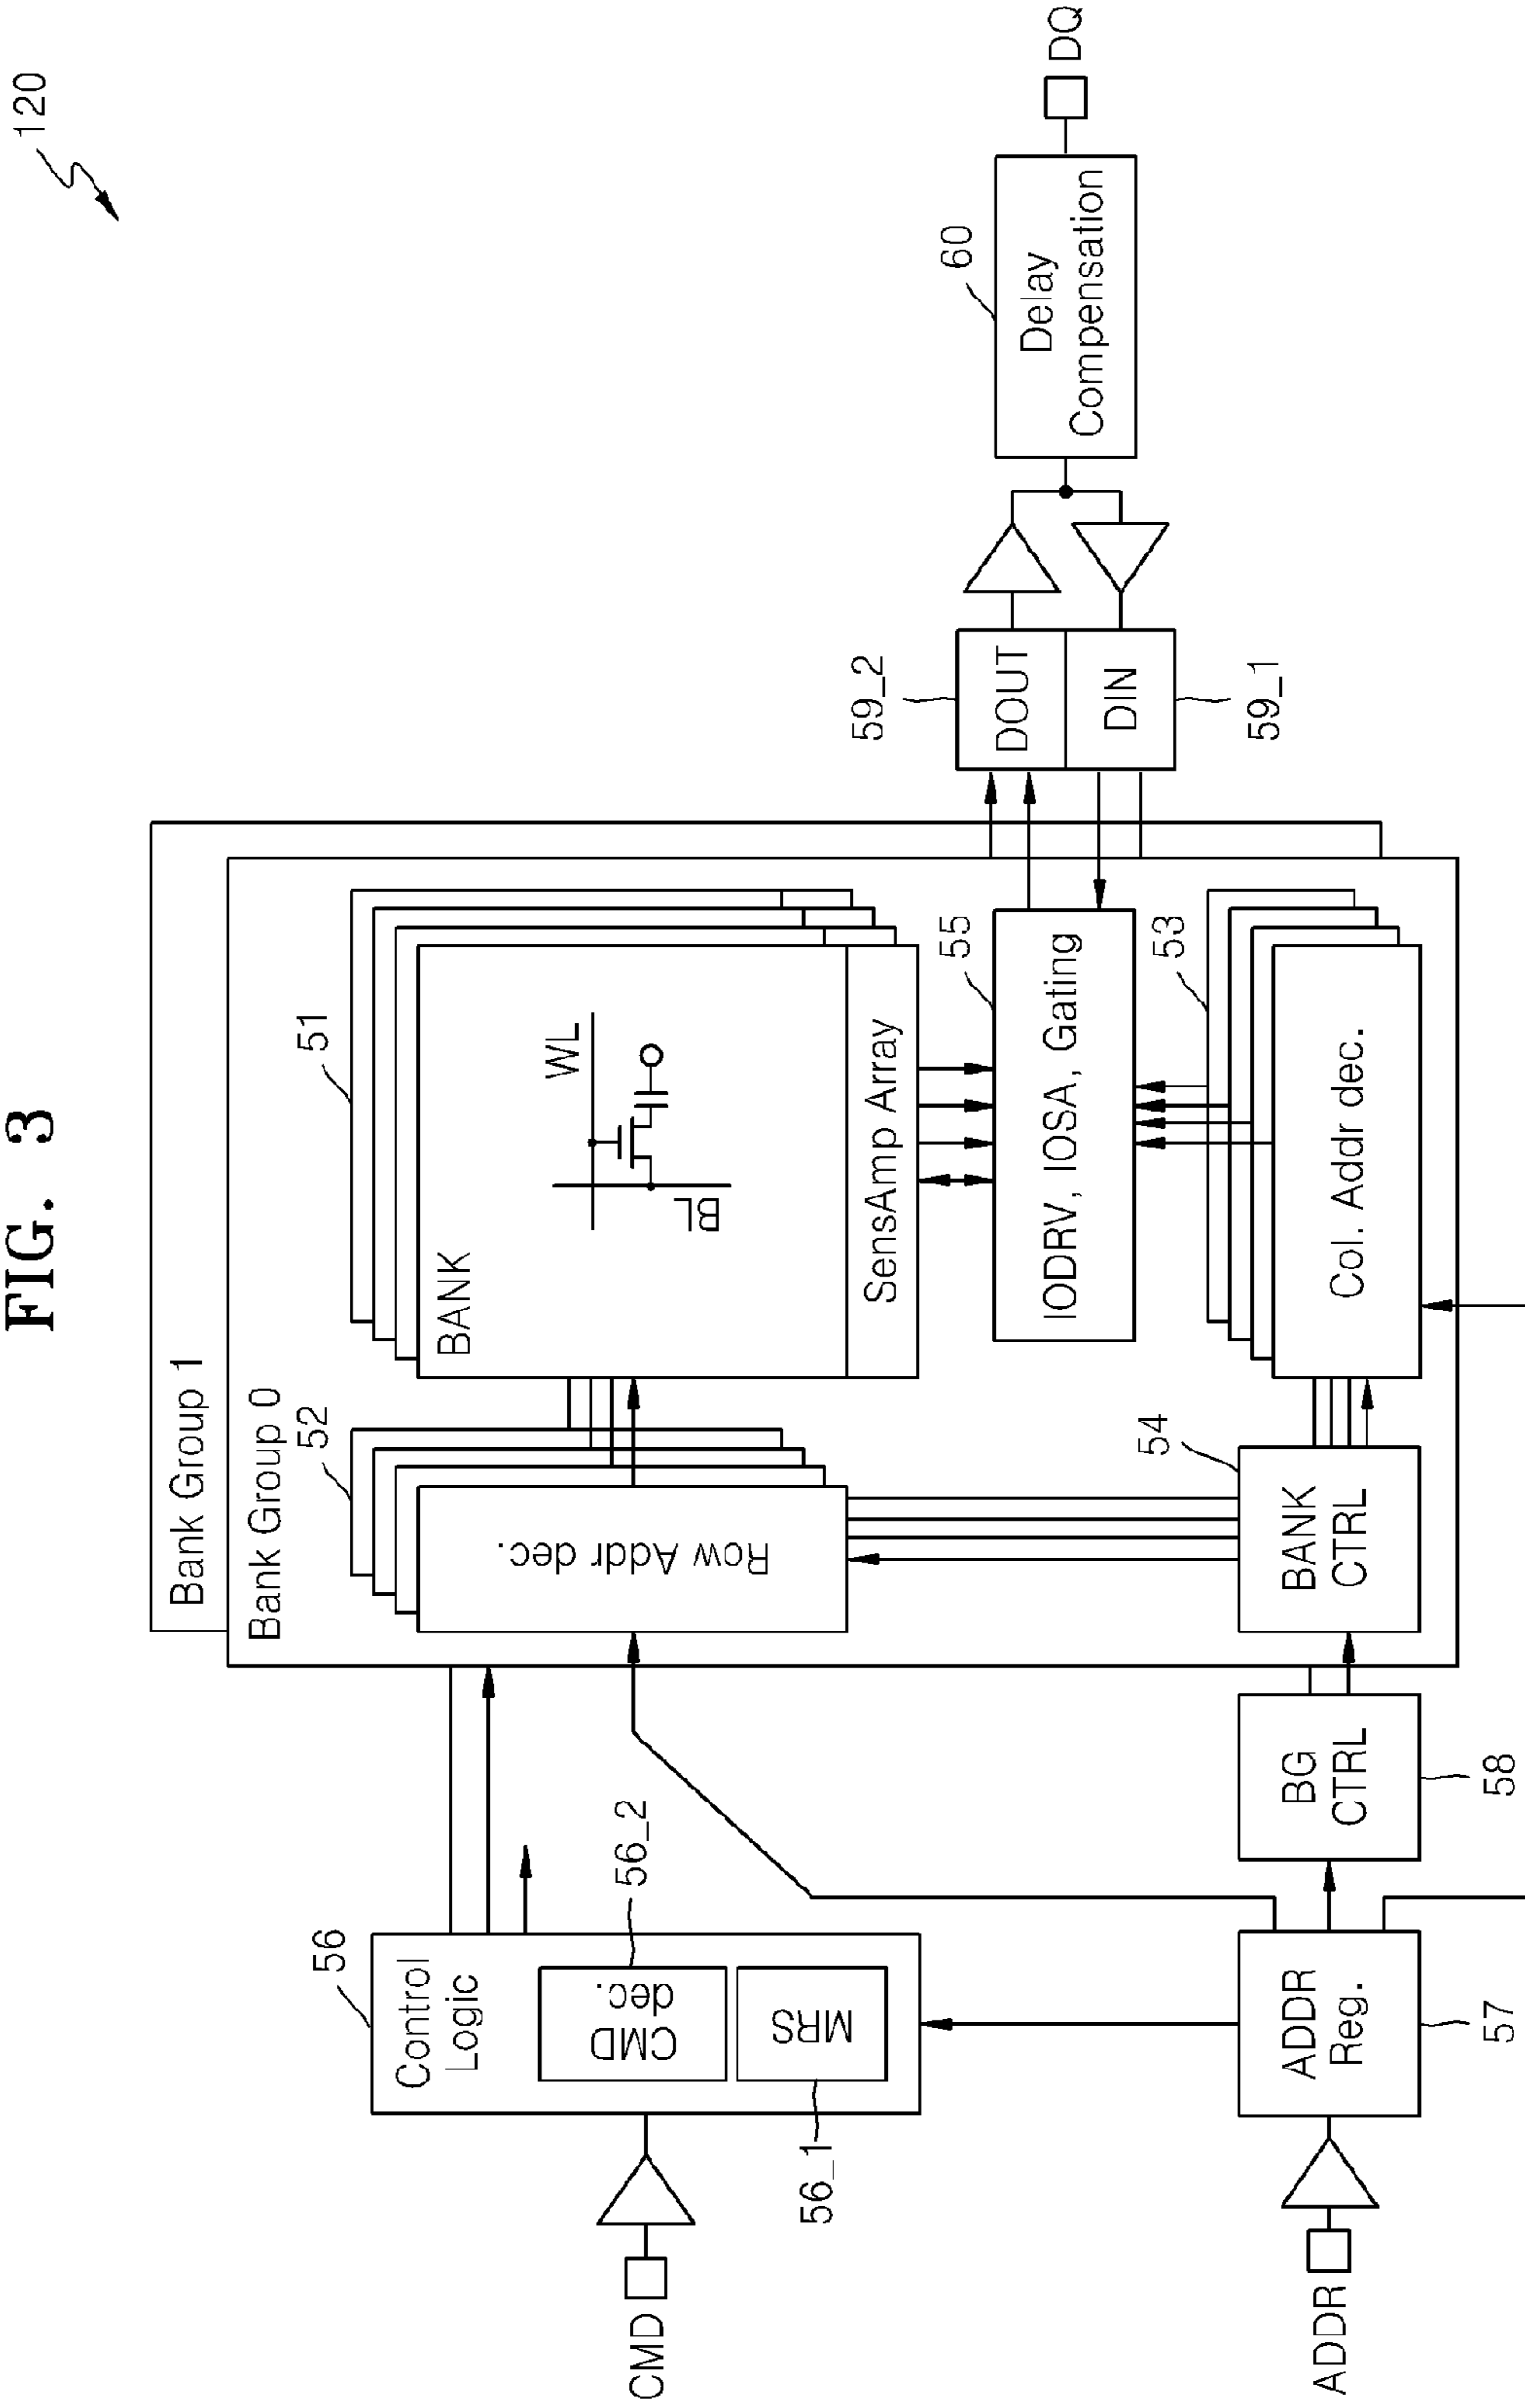 FIG. 3
120
Bank Group 1
Bank Group 0
51
52
BANK
WL
BL
SensAmp Array
Row Addr dec.
55
IODRV, IOSA, Gating
53
Col. Addr dec.
54
BANK
CTRL
56
Control
Logic
CMD
dec.
56_2
MRS
56_1
CMD
ADDR
ADDR
Reg.
57
BG
CTRL
58
59_2
DOUT
DIN
59_1
60
Delay
Compensation
DQ